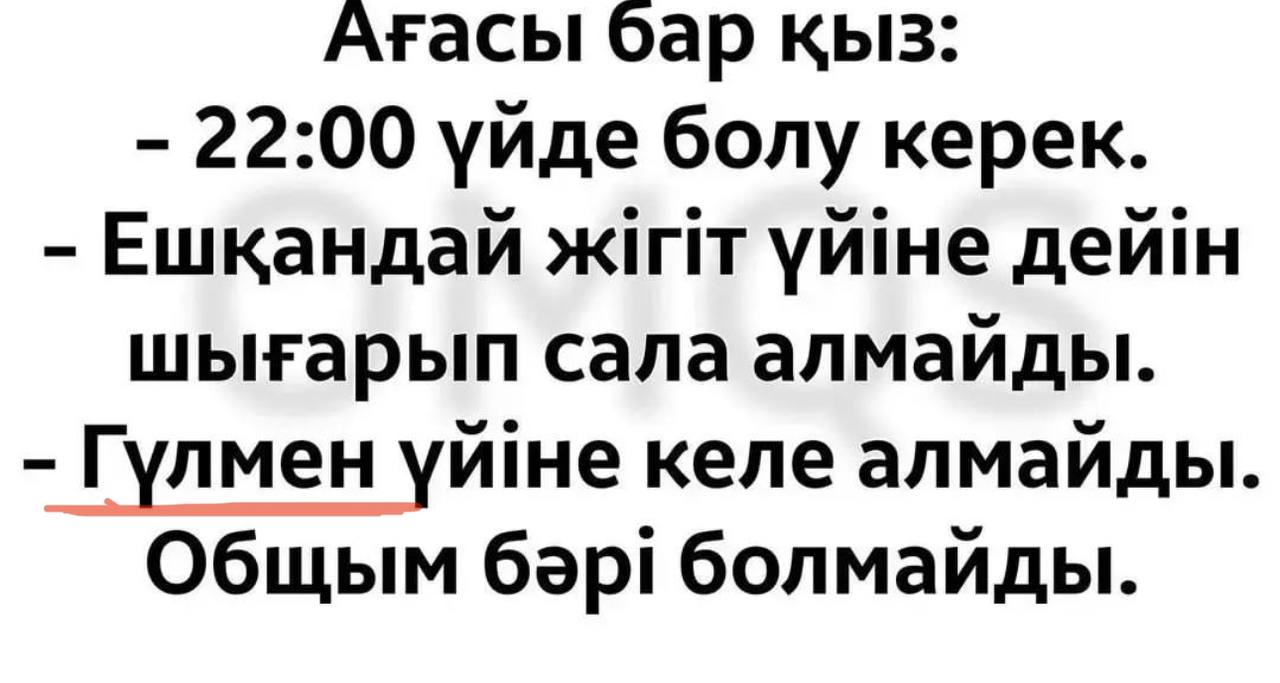 Ағасы бар қыз:
– 22:00 үйде болу керек.
– Ешқандай жігіт үйіне дейін
шығарып сала алмайды.
– Гүлмен үйіне келе алмайды.
Общым бәрі болмайды.
OMQS